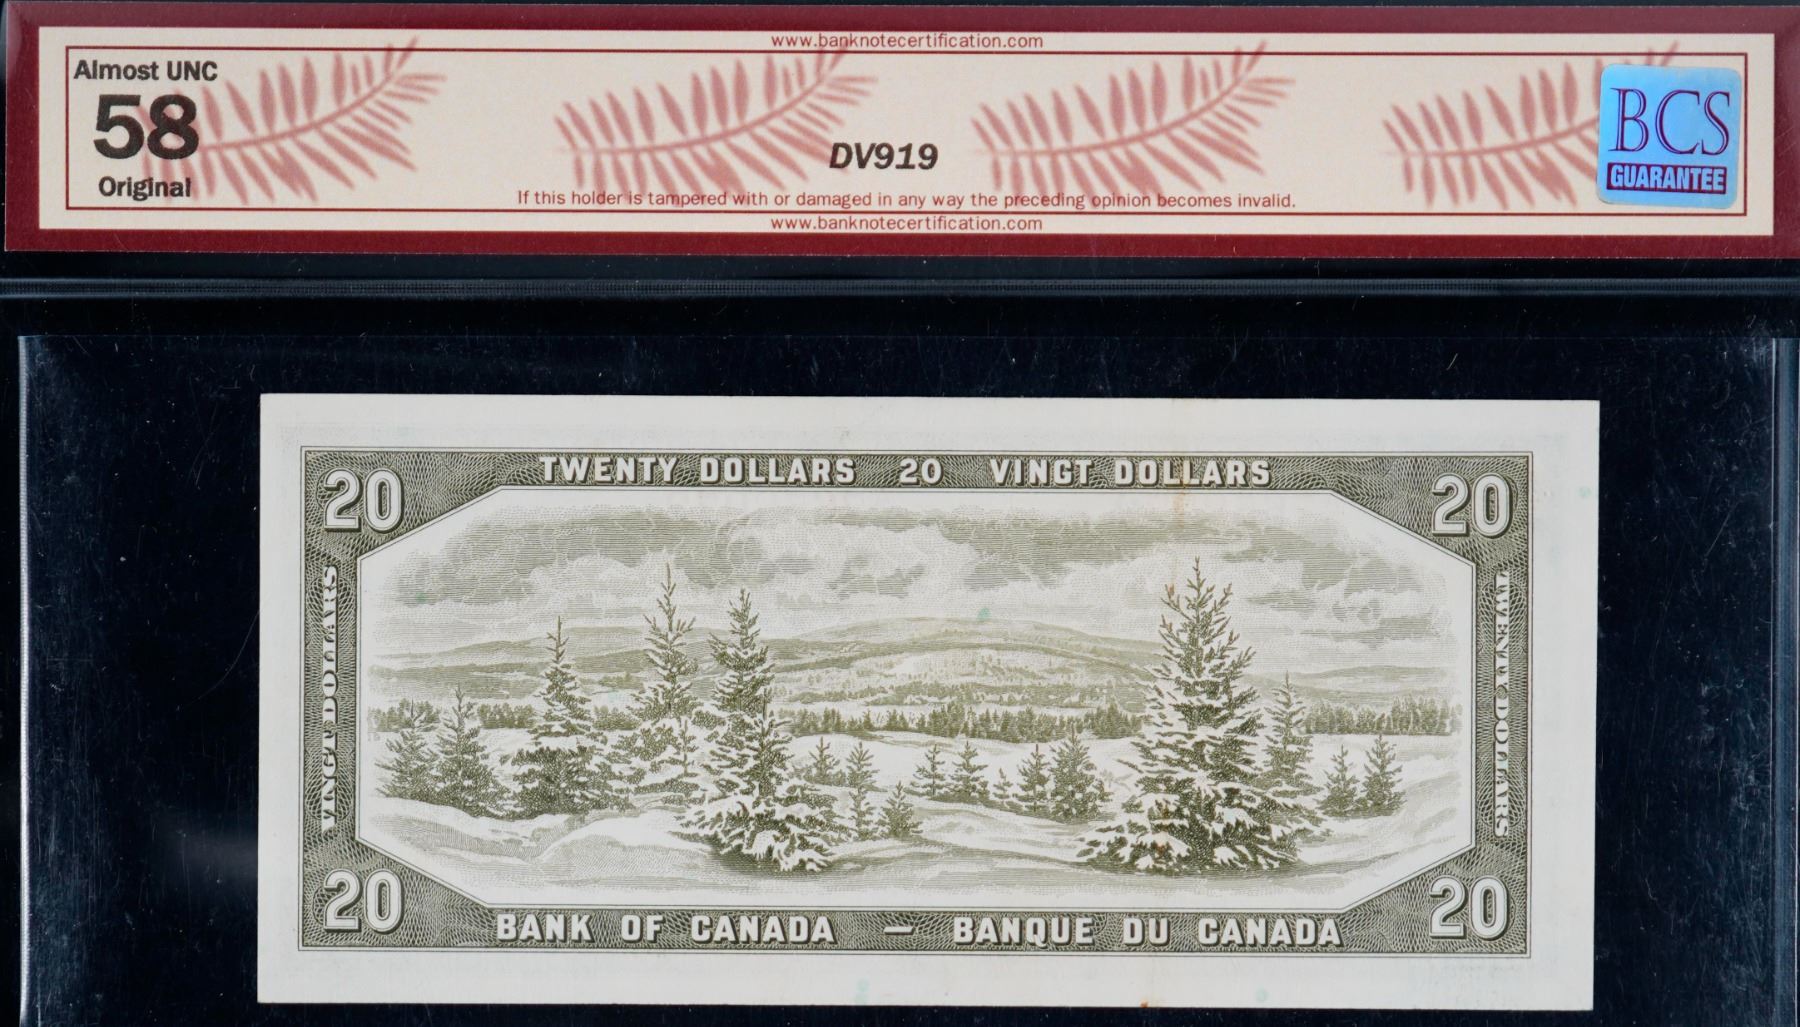 www.banknotecertification.com
Almost UNC
58
Original
DV919
BCS
GUARANTEE
If this holder is tampered with or damaged in any way the preceding opinion becomes invalid.
www.banknotecertification.com
20 TWENTY DOLLARS 20 VINGT DOLLARS 20
VINGT DOLLARS
TWENTY DOLLARS
20 BANK OF CANADA — BANQUE DU CANADA 20